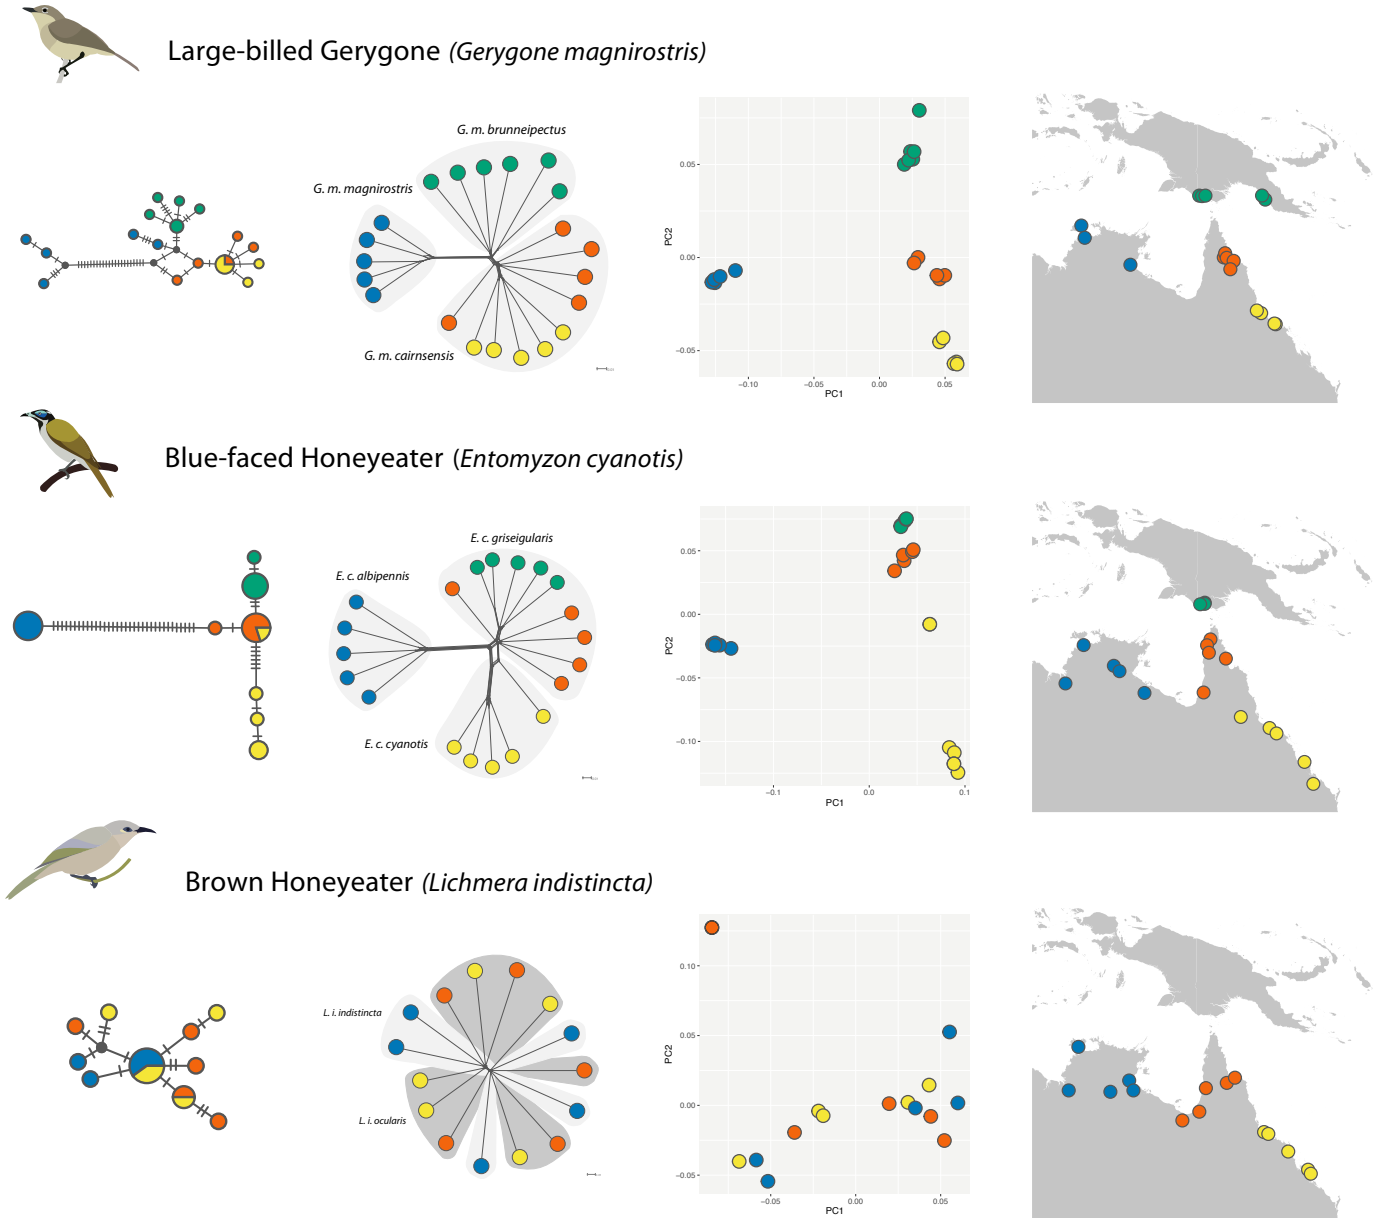 Large-billed Gerygone (Gerygone magnirostris)
G. m. brunneipectus
G. m. magnirostris
G. m. cairnsensis
PC2
0.05
0.00
−0.05
−0.10
−0.05
0.00
0.05
PC1
Blue-faced Honeyeater (Entomyzon cyanotis)
E. c. griseigularis
E. c. albipennis
E. c. cyanotis
PC2
0.05
0.00
−0.05
−0.10
−0.1
0.0
0.1
PC1
Brown Honeyeater (Lichmera indistincta)
L. i. indistincta
L. i. ocularis
PC2
0.10
0.05
0.00
−0.05
−0.05
0.00
0.05
PC1